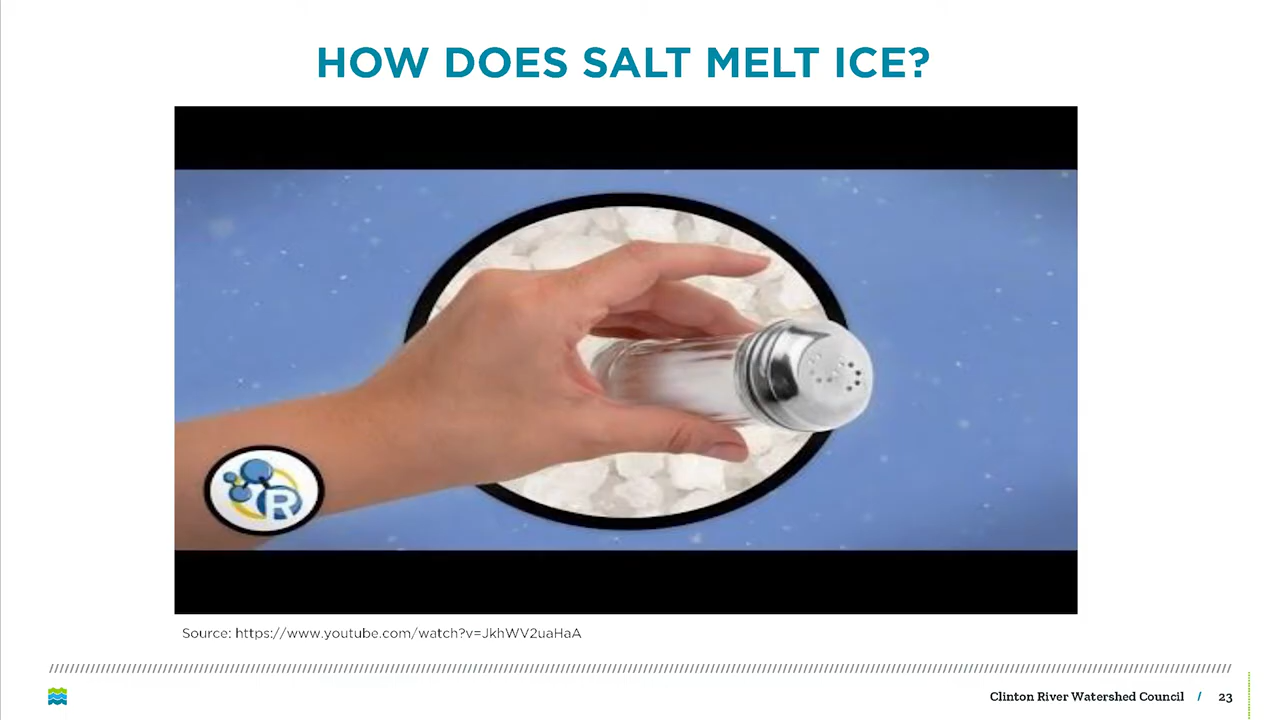 HOW DOES SALT MELT ICE?
R
Source: https://www.youtube.com/watch?v=JkhWV2uaHaA
Clinton River Watershed Council / 23